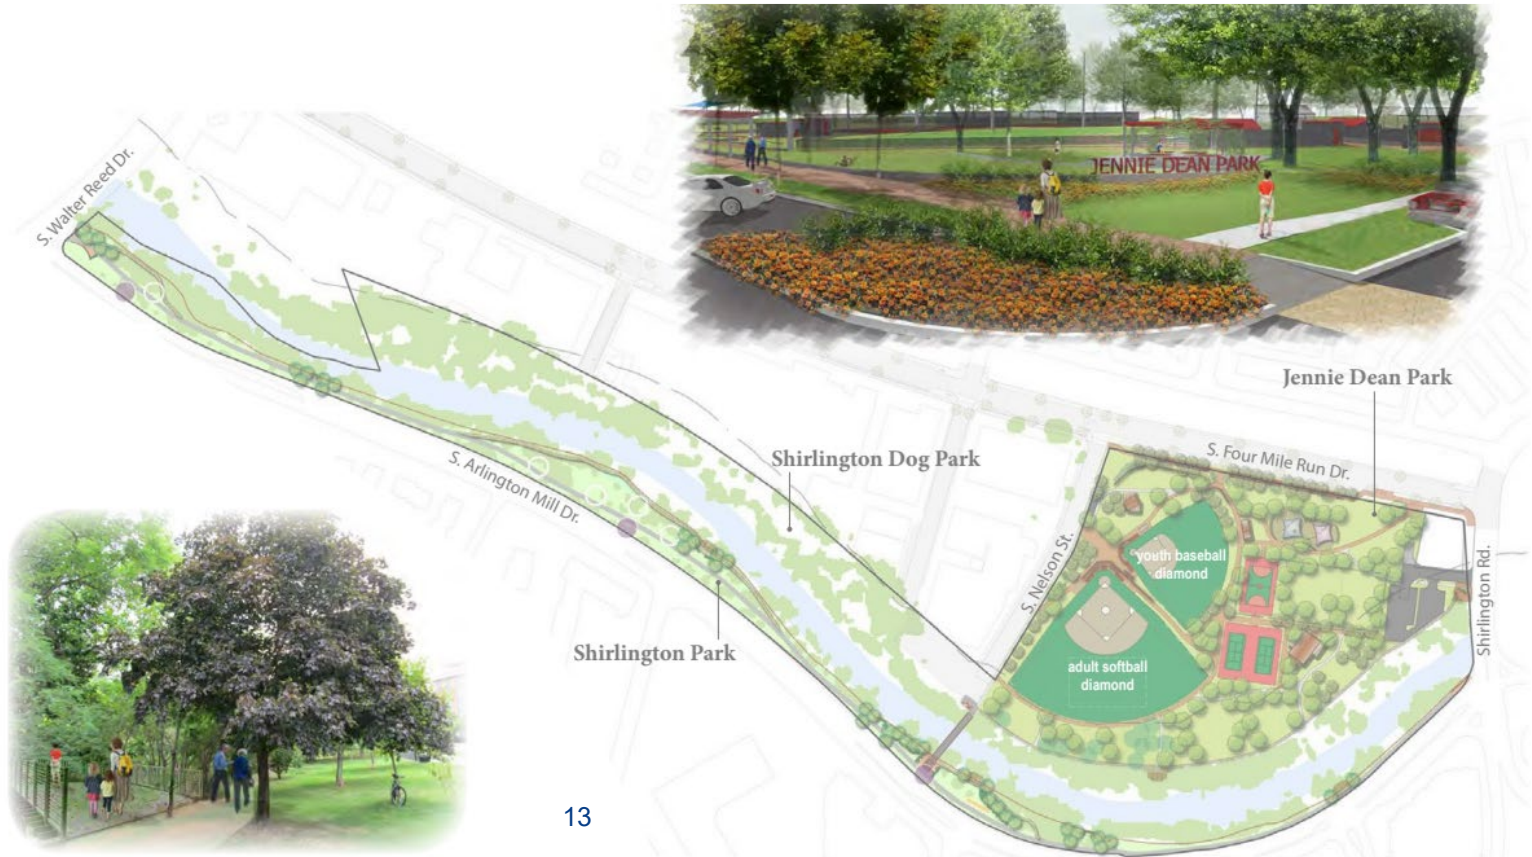 JENNIE DEAN PARK
S. Walter Reed Dr.
Jennie Dean Park
S. Four Mile Run Dr.
Shirlington Dog Park
S. Arlington Mill Dr.
S. Nelson St.
youth baseball
diamond
Shirlington Rd.
Shirlington Park
adult softball
diamond
13